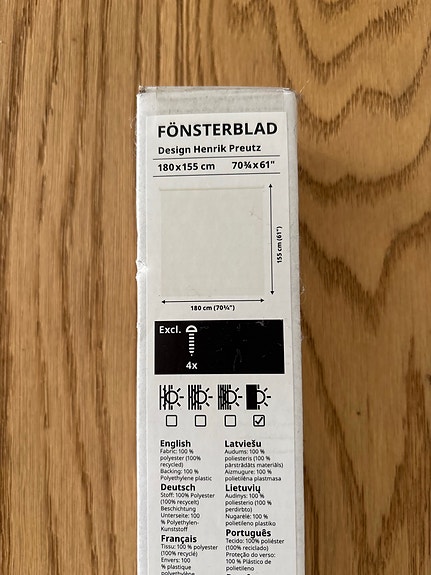 FÖNSTERBLAD
Design Henrik Preutz
180x155 cm 70¾x61"
155 cm (61")
180 cm (70¾")
Excl.
4x
English
Fabric: 100 %
polyester (100%
recycled)
Backing: 100 %
Polyethylene plastic
Deutsch
Stoff: 100% Polyester
(100% recycelt)
Beschichtung
Unterseite: 100
% Polyethylen-
Kunststoff
Français
Tissu: 100 % polyester
(100% recyclé)
Envers: 100
% plastique
polyéthylène
Latviešu
Audums: 100 %
poliesteris (100 %
pārstrādāts materiāls)
Aizmugure: 100 %
polietilēna plastmasa
Lietuvių
Audinys: 100 %
poliesterio (100 %
perdirbto)
Nugarėlė: 100 %
polietileno plastiko
Português
Tecido: 100% poliéster
(100% reciclado)
Proteção do verso:
100 % Plástico de
polietileno